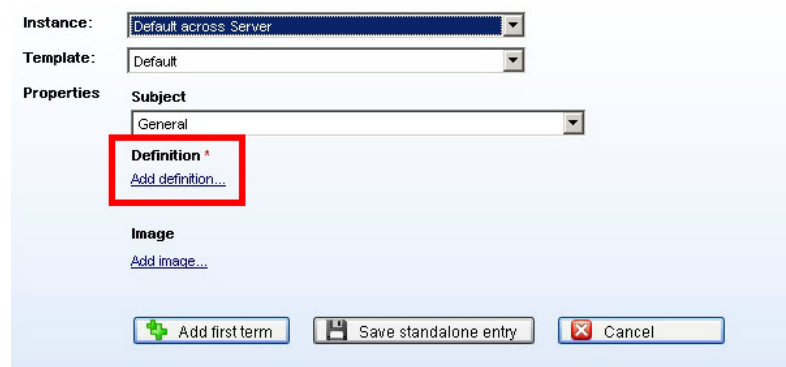 Instance: Default across Server
Template: Default
Properties Subject
General
Definition *
Add definition...
Image
Add image...
Add first term Save standalone entry Cancel